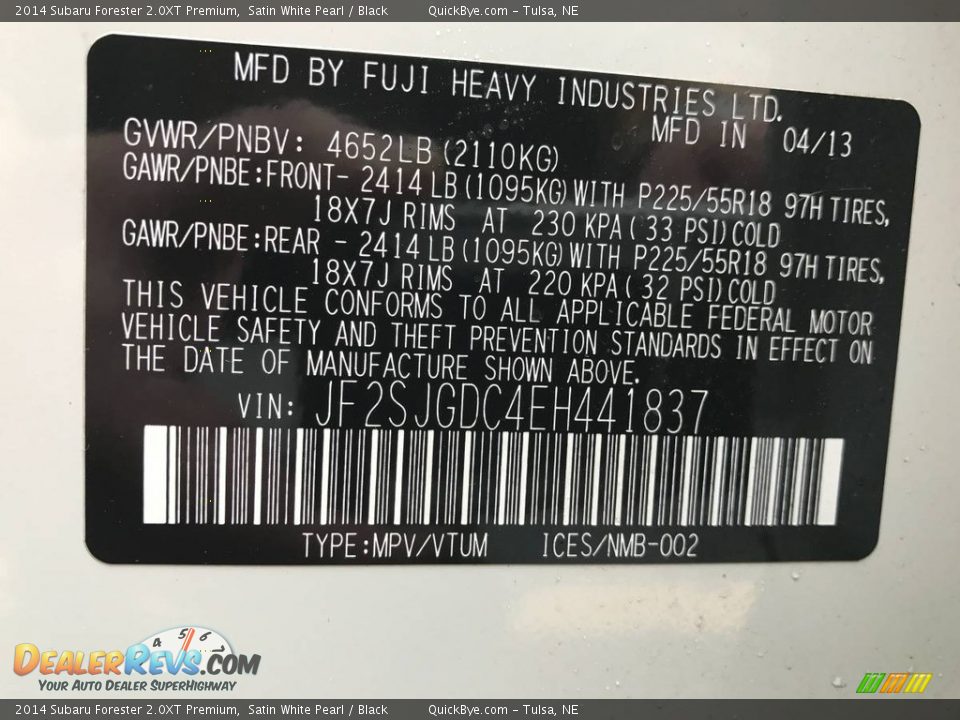 2014 Subaru Forester 2.0XT Premium, Satin White Pearl / Black QuickBye.com - Tulsa, NE
MFD BY FUJI HEAVY INDUSTRIES LTD.
MFD IN 04/13
GVWR/PNBV: 4652LB (2110KG)
GAWR/PNBE:FRONT- 2414 LB (1095KG) WITH P225/55R18 97H TIRES,
18X7J RIMS AT 230 KPA ( 33 PSI) COLD
GAWR/PNBE:REAR - 2414 LB (1095KG) WITH P225/55R18 97H TIRES,
18X7J RIMS AT 220 KPA ( 32 PSI) COLD
THIS VEHICLE CONFORMS TO ALL APPLICABLE FEDERAL MOTOR
VEHICLE SAFETY AND THEFT PREVENTION STANDARDS IN EFFECT ON
THE DATE OF MANUFACTURE SHOWN ABOVE.
VIN: JF2SJGDC4EH441837
TYPE:MPV/VTUM ICES/NMB-002
4 5 6
DEALERREVS.COM
YOUR AUTO DEALER SUPERHIGHWAY
2014 Subaru Forester 2.0XT Premium, Satin White Pearl / Black QuickBye.com - Tulsa, NE